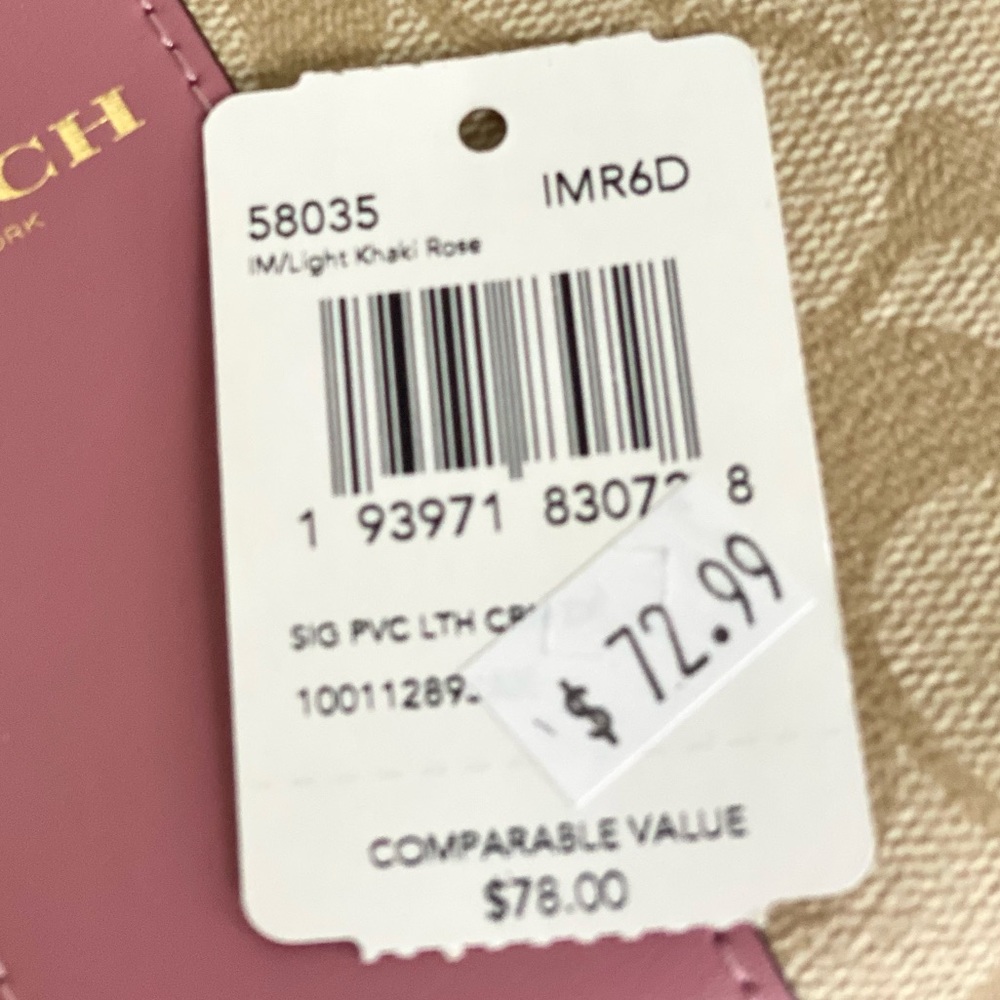 CH
ORK
58035
IMR6D
IM/Light Khaki Rose
1 93971 8307 8
SIG PVC LTH
10011289
$ 72.99
COMPARABLE VALUE
$78.00